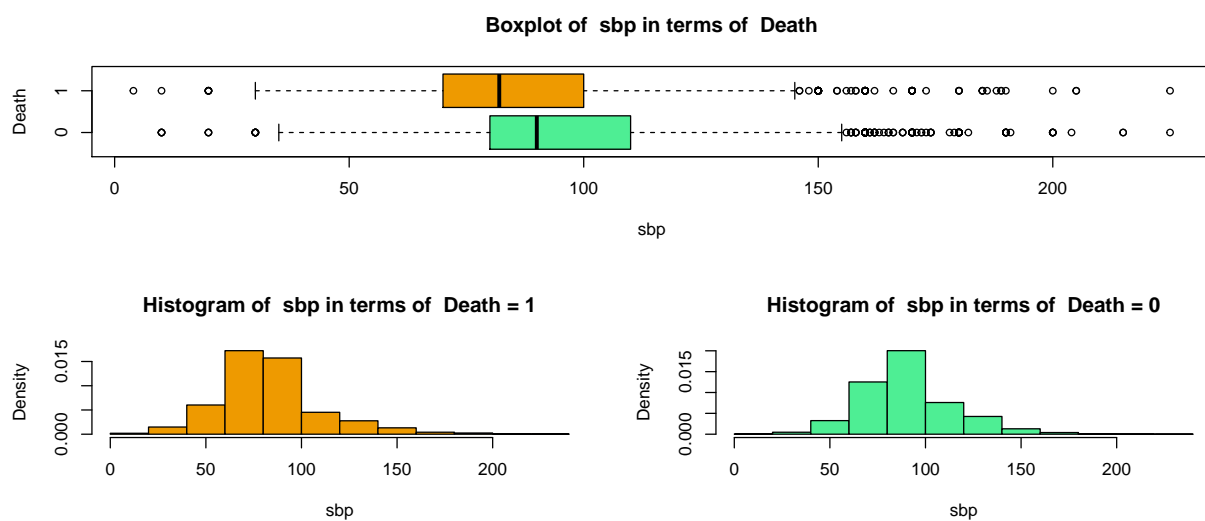 Boxplot of  sbp in terms of  Death
Death
1
0
0 50 100 150 200
sbp
Histogram of  sbp in terms of  Death = 1
Density
0.015
0.000
0 50 100 150 200
sbp
Histogram of  sbp in terms of  Death = 0
Density
0.015
0.000
0 50 100 150 200
sbp